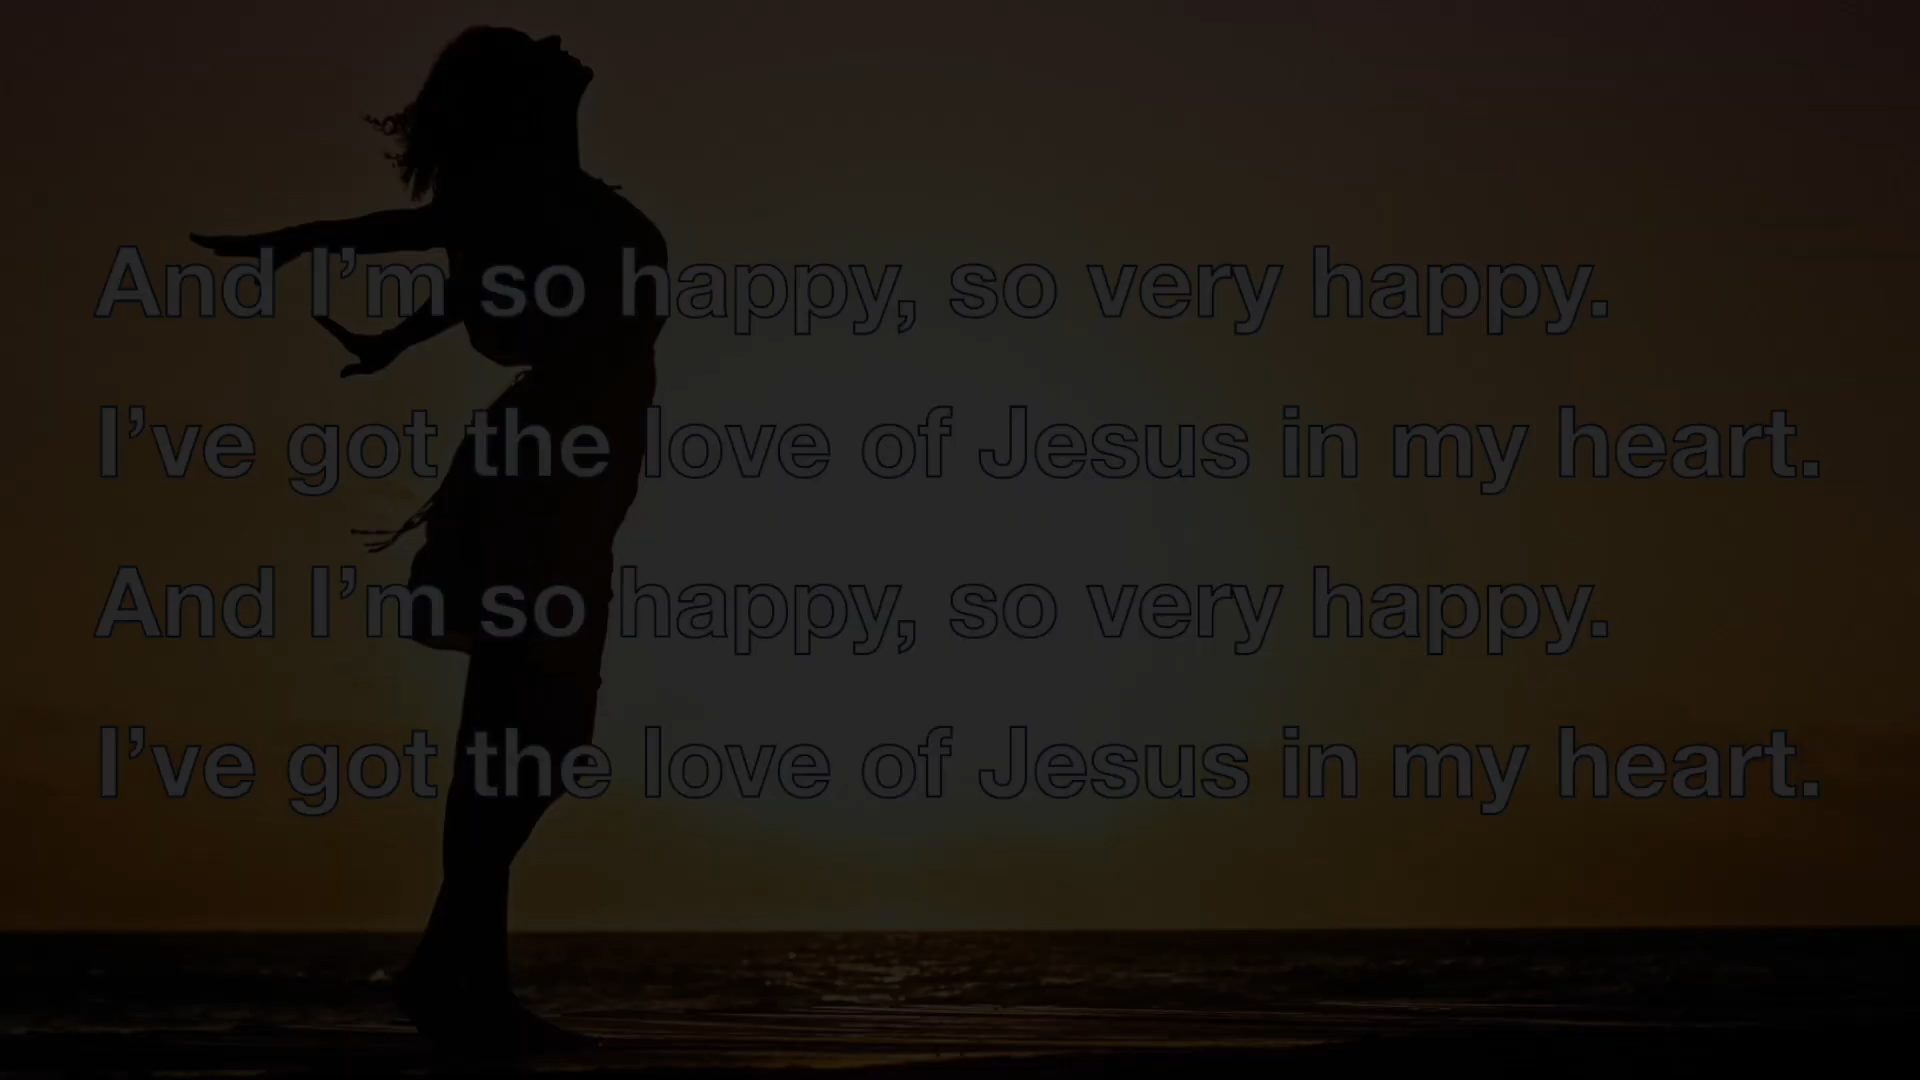 And I’m so happy, so very happy.
I’ve got the love of Jesus in my heart.
And I’m so happy, so very happy.
I’ve got the love of Jesus in my heart.